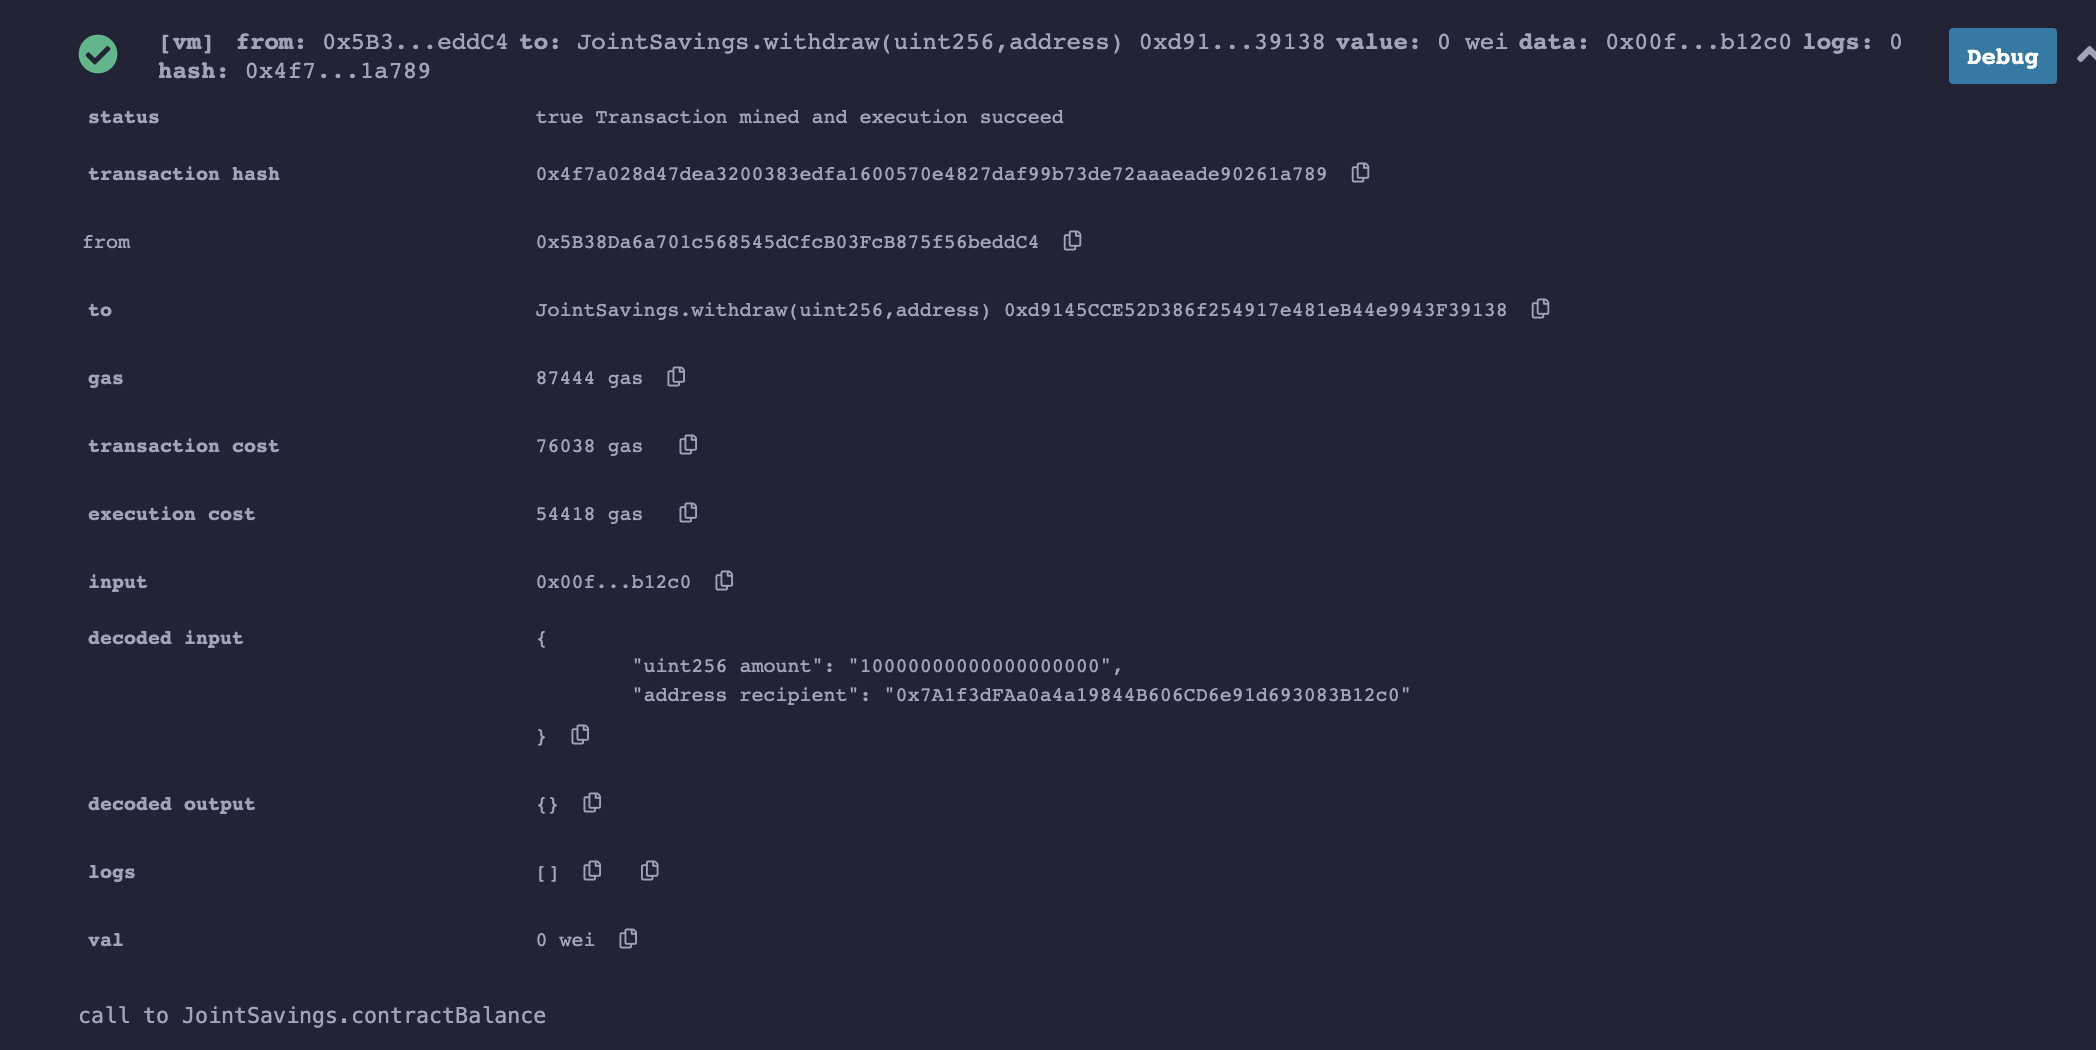 [vm] from: 0x5B3...eddC4 to: JointSavings.withdraw(uint256,address) 0xd91...39138 value: 0 wei data: 0x00f...b12c0 logs: 0
hash: 0x4f7...1a789
Debug
status true Transaction mined and execution succeed
transaction hash 0x4f7a028d47dea3200383edfa1600570e4827daf99b73de72aaaeade90261a789
from 0x5B38Da6a701c568545dCfcB03FcB875f56beddC4
to JointSavings.withdraw(uint256,address) 0xd9145CCE52D386f254917e481eB44e9943F39138
gas 87444 gas
transaction cost 76038 gas
execution cost 54418 gas
input 0x00f...b12c0
decoded input {
"uint256 amount": "10000000000000000000",
"address recipient": "0x7A1f3dFAa0a4a19844B606CD6e91d693083B12c0"
}
decoded output {}
logs []
val 0 wei
call to JointSavings.contractBalance